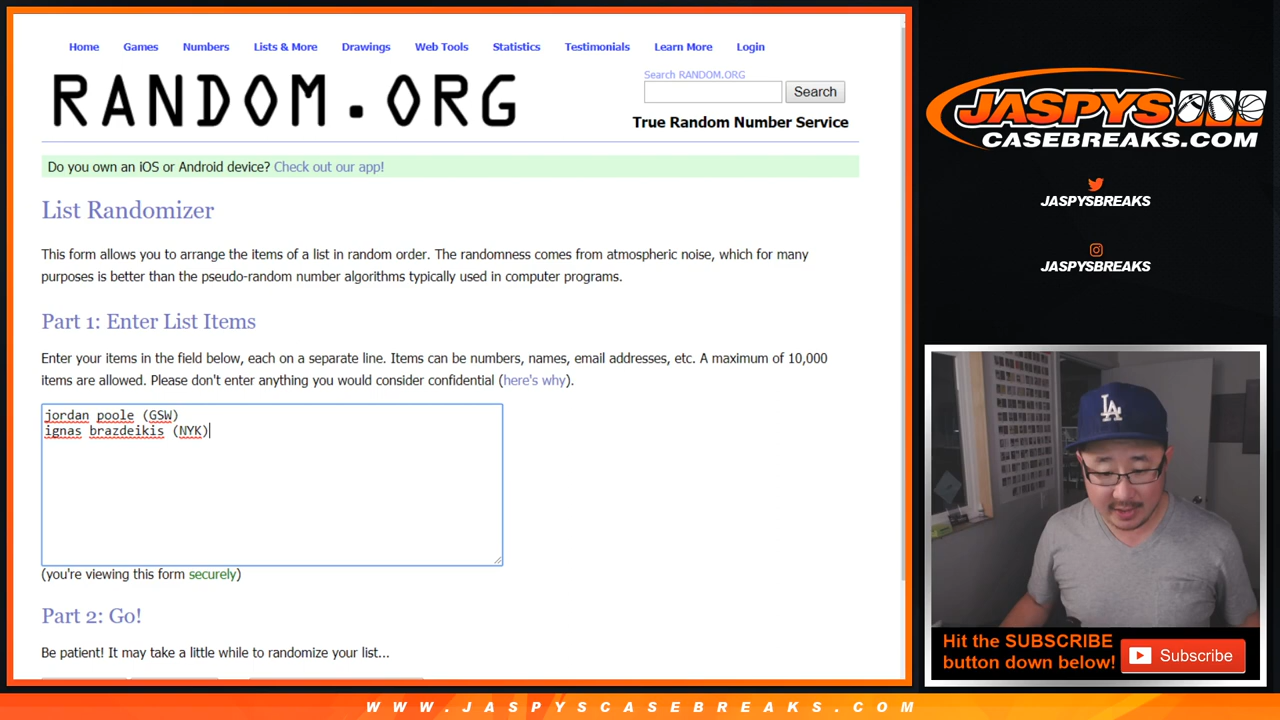 Home Games Numbers Lists & More Drawings Web Tools Statistics Testimonials Learn More Login
RANDOM.ORG
Search RANDOM.ORG
Search
True Random Number Service
Do you own an iOS or Android device? Check out our app!
List Randomizer
This form allows you to arrange the items of a list in random order. The randomness comes from atmospheric noise, which for many
purposes is better than the pseudo-random number algorithms typically used in computer programs.
Part 1: Enter List Items
Enter your items in the field below, each on a separate line. Items can be numbers, names, email addresses, etc. A maximum of 10,000
items are allowed. Please don't enter anything you would consider confidential (here's why).
jordan poole (GSW)
ignas brazdeikis (NYK)
(you're viewing this form securely)
Part 2: Go!
Be patient! It may take a little while to randomize your list...
JASPYS
CASEBREAKS.COM
JASPYSBREAKS
JASPYSBREAKS
LA
Hit the SUBSCRIBE
button down below!
Subscribe
WWW.JASPYSCASEBREAKS.COM